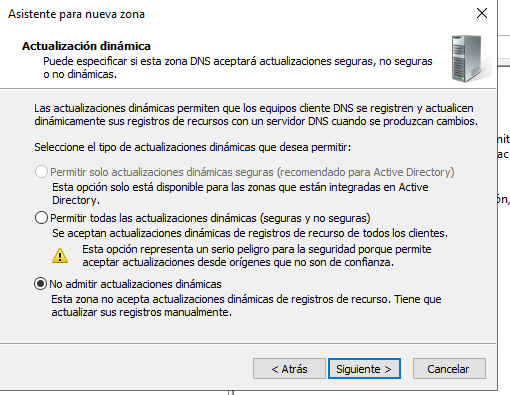 Asistente para nueva zona
Actualización dinámica
Puede especificar si esta zona DNS aceptará actualizaciones seguras, no seguras
o no dinámicas.
Las actualizaciones dinámicas permiten que los equipos cliente DNS se registren y actualicen
dinámicamente sus registros de recursos con un servidor DNS cuando se produzcan cambios.
Seleccione el tipo de actualizaciones dinámicas que desea permitir:
Permitir solo actualizaciones dinámicas seguras (recomendado para Active Directory)
Esta opción solo está disponible para las zonas que están integradas en Active
Directory.
Permitir todas las actualizaciones dinámicas (seguras y no seguras)
Se aceptan actualizaciones dinámicas de registros de recurso de todos los clientes.
Esta opción representa un serio peligro para la seguridad porque permite
aceptar actualizaciones desde orígenes que no son de confianza.
No admitir actualizaciones dinámicas
Esta zona no acepta actualizaciones dinámicas de registros de recurso. Tiene que
actualizar sus registros manualmente.
< Atrás
Siguiente >
Cancelar